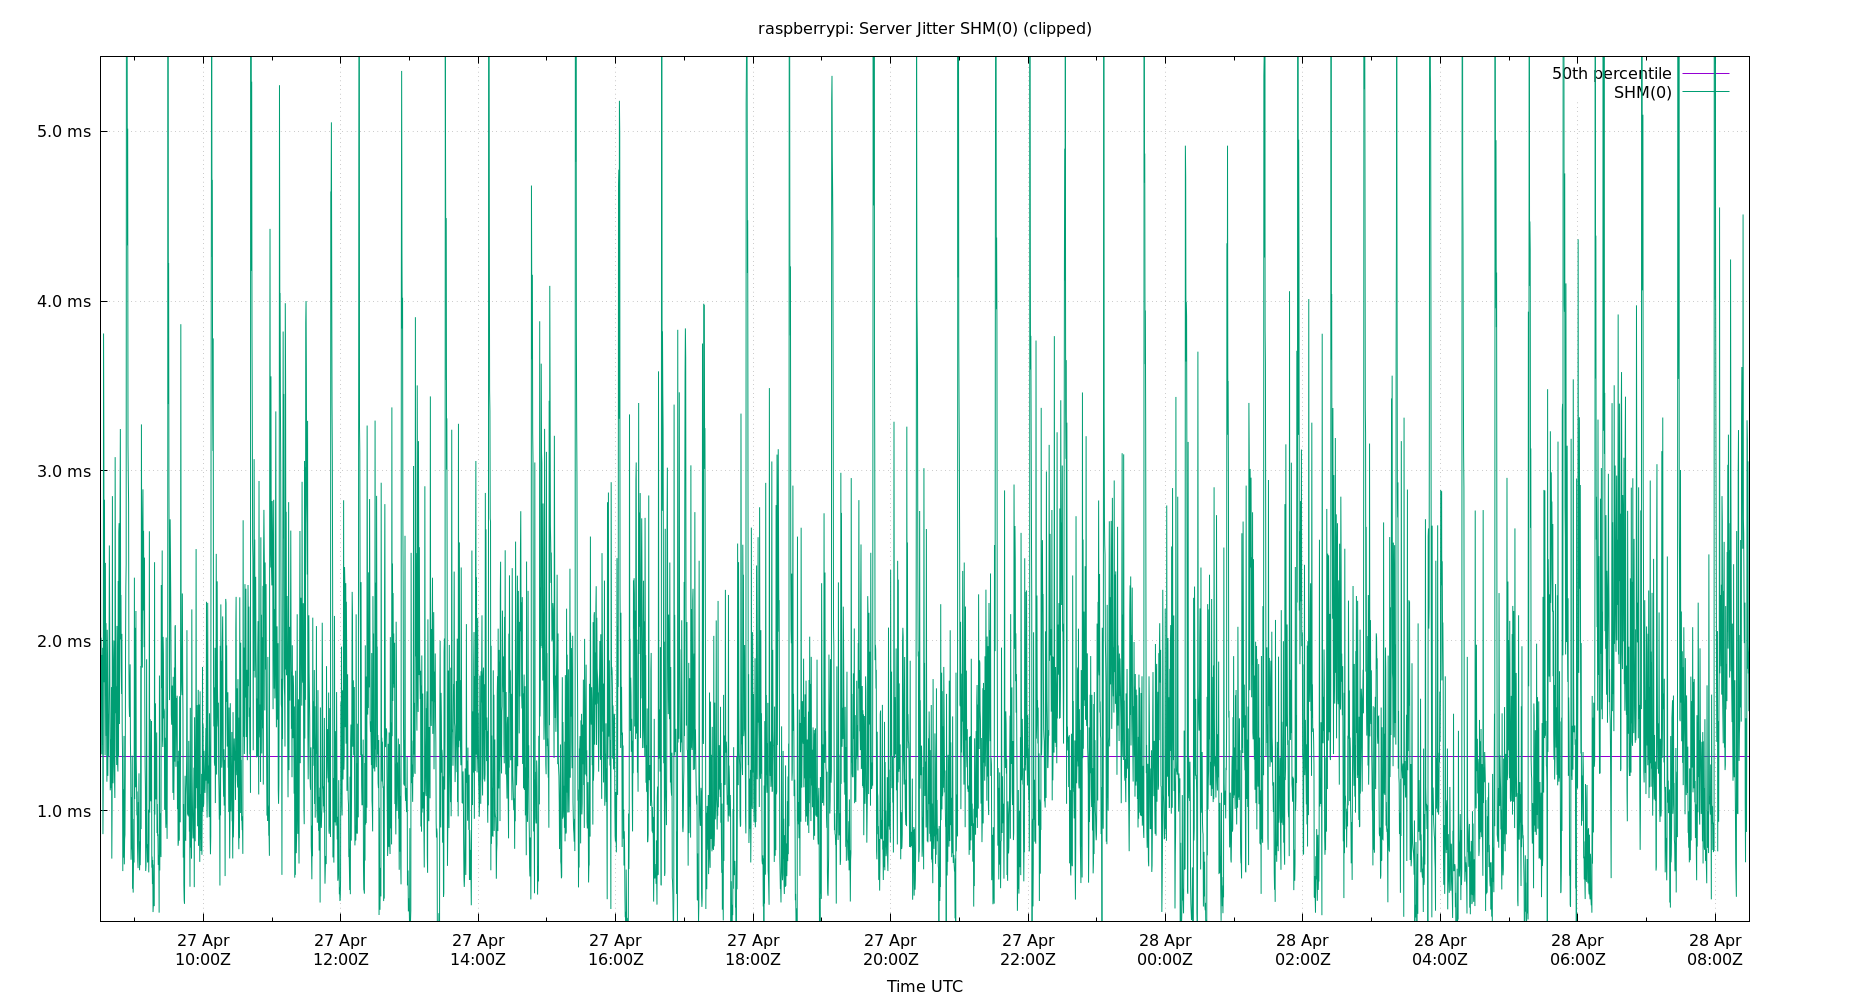 raspberrypi: Server Jitter SHM(0) (clipped)
50th percentile
SHM(0)
5.0 ms
4.0 ms
3.0 ms
2.0 ms
1.0 ms
27 Apr 27 Apr 27 Apr 27 Apr 27 Apr 27 Apr 27 Apr 28 Apr 28 Apr 28 Apr 28 Apr 28 Apr
10:00Z 12:00Z 14:00Z 16:00Z 18:00Z 20:00Z 22:00Z 00:00Z 02:00Z 04:00Z 06:00Z 08:00Z
Time UTC